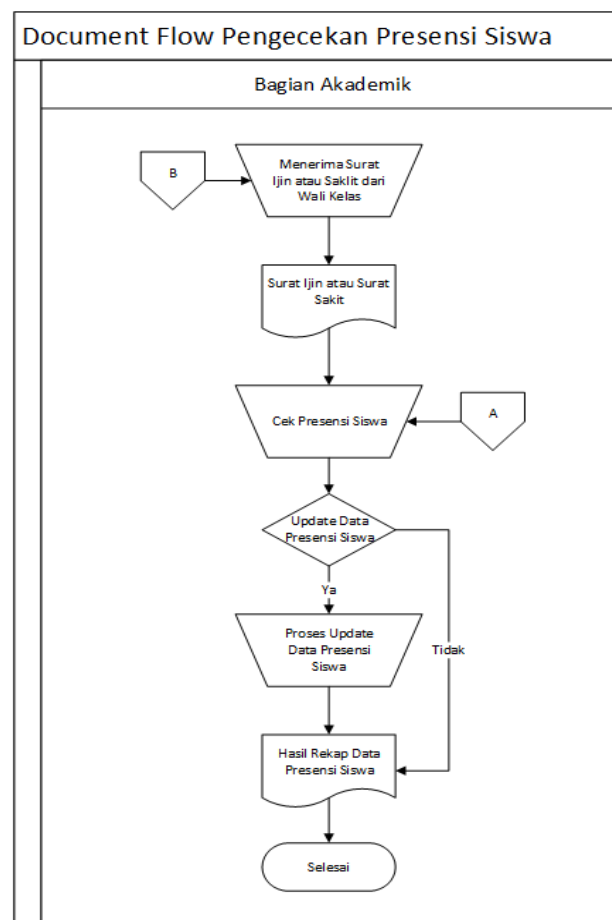 Document Flow Pengecekan Presensi Siswa
Bagian Akademik
B
Menerima Surat
Ijin atau Saklit dari
Wali Kelas
Surat Ijin atau Surat
Sakit
Cek Presensi Siswa
A
Update Data
Presensi Siswa
Ya
Proses Update
Data Presensi
Siswa
Tidak
Hasil Rekap Data
Presensi Siswa
Selesai